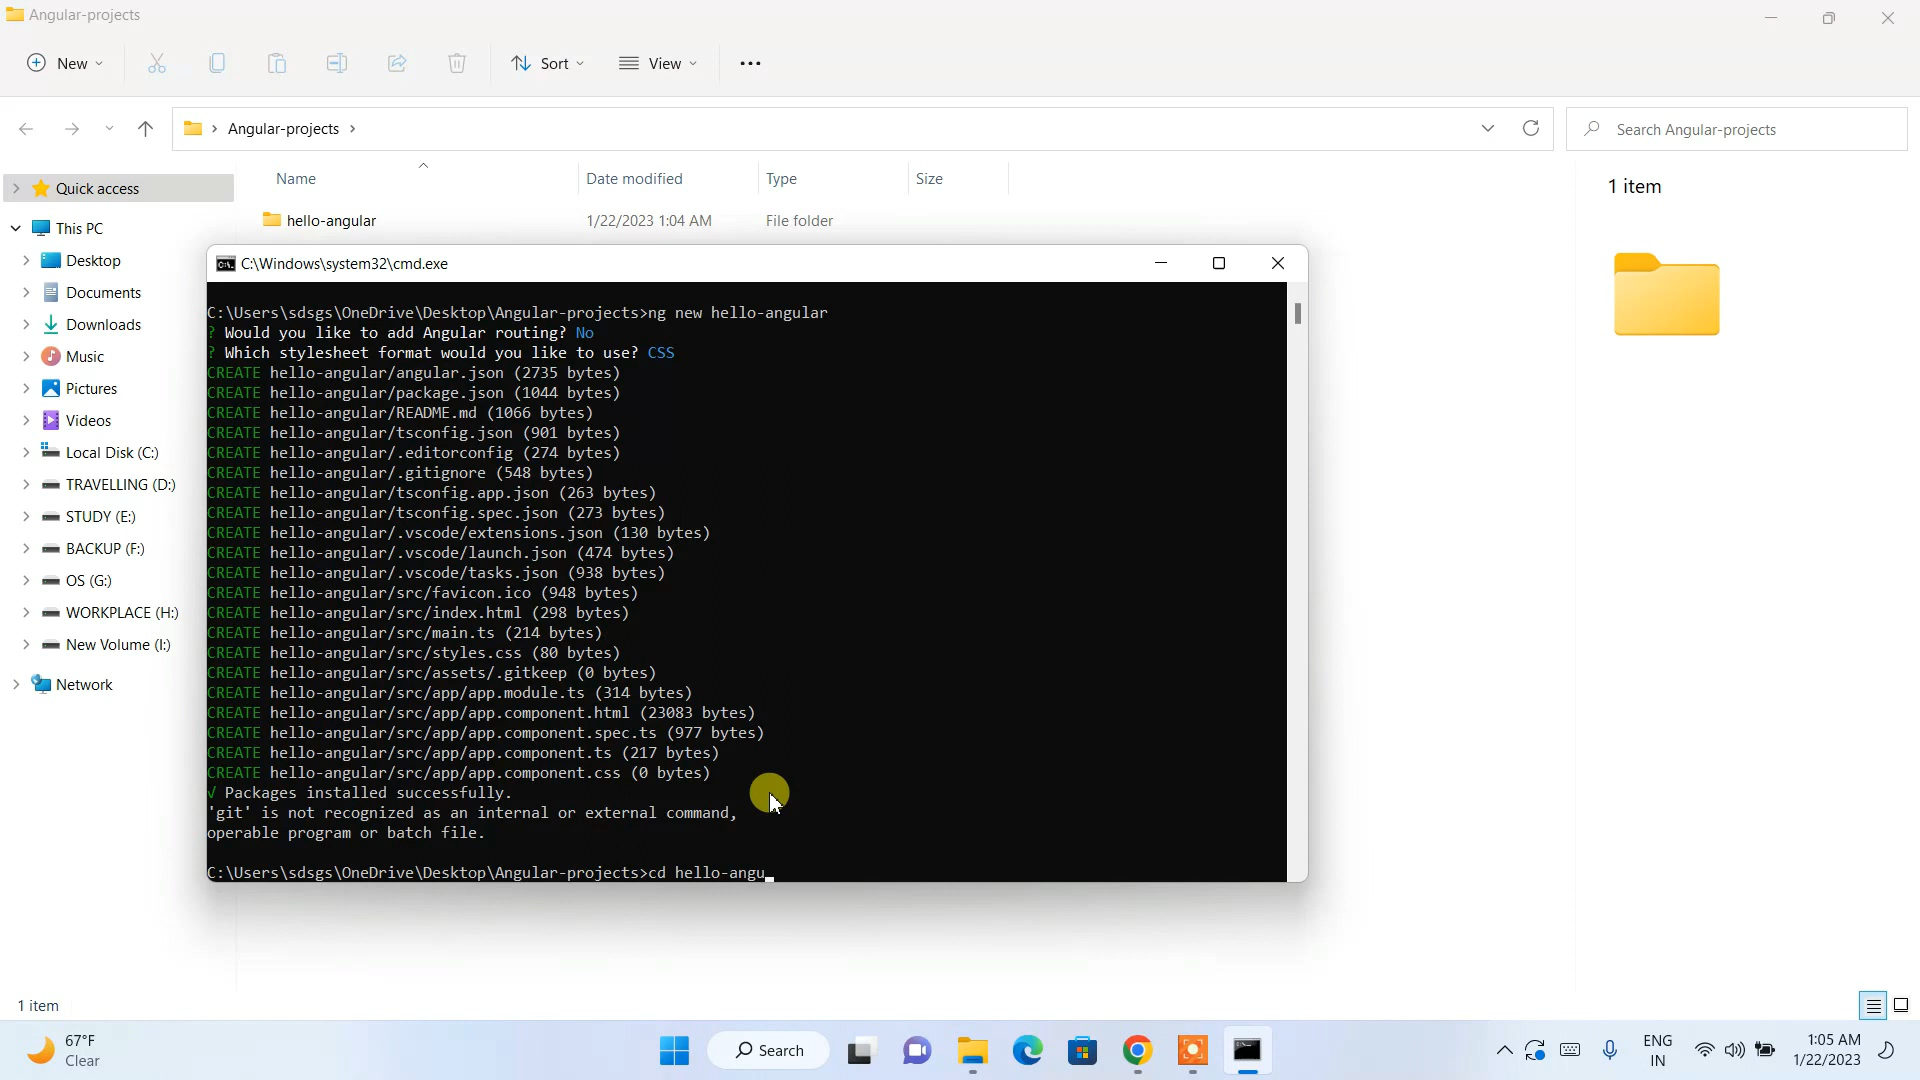 Angular-projects
New
Sort
View
Angular-projects
Search Angular-projects
Name
Date modified
Type
Size
1 item
Quick access
hello-angular
1/22/2023 1:04 AM
File folder
This PC
Desktop
Documents
Downloads
Music
Pictures
Videos
Local Disk (C:)
TRAVELLING (D:)
STUDY (E:)
BACKUP (F:)
OS (G:)
WORKPLACE (H:)
New Volume (I:)
Network
C:\Windows\system32\cmd.exe
C:\Users\sdsgs\OneDrive\Desktop\Angular-projects>ng new hello-angular
? Would you like to add Angular routing? No
? Which stylesheet format would you like to use? CSS
CREATE hello-angular/angular.json (2735 bytes)
CREATE hello-angular/package.json (1044 bytes)
CREATE hello-angular/README.md (1066 bytes)
CREATE hello-angular/tsconfig.json (901 bytes)
CREATE hello-angular/.editorconfig (274 bytes)
CREATE hello-angular/.gitignore (548 bytes)
CREATE hello-angular/tsconfig.app.json (263 bytes)
CREATE hello-angular/tsconfig.spec.json (273 bytes)
CREATE hello-angular/.vscode/extensions.json (130 bytes)
CREATE hello-angular/.vscode/launch.json (474 bytes)
CREATE hello-angular/.vscode/tasks.json (938 bytes)
CREATE hello-angular/src/favicon.ico (948 bytes)
CREATE hello-angular/src/index.html (298 bytes)
CREATE hello-angular/src/main.ts (214 bytes)
CREATE hello-angular/src/styles.css (80 bytes)
CREATE hello-angular/src/assets/.gitkeep (0 bytes)
CREATE hello-angular/src/app/app.module.ts (314 bytes)
CREATE hello-angular/src/app/app.component.html (23083 bytes)
CREATE hello-angular/src/app/app.component.spec.ts (977 bytes)
CREATE hello-angular/src/app/app.component.ts (217 bytes)
CREATE hello-angular/src/app/app.component.css (0 bytes)
√ Packages installed successfully.
'git' is not recognized as an internal or external command,
operable program or batch file.
C:\Users\sdsgs\OneDrive\Desktop\Angular-projects>cd hello-angu_
1 item
67°F
Clear
Search
ENG
IN
1:05 AM
1/22/2023